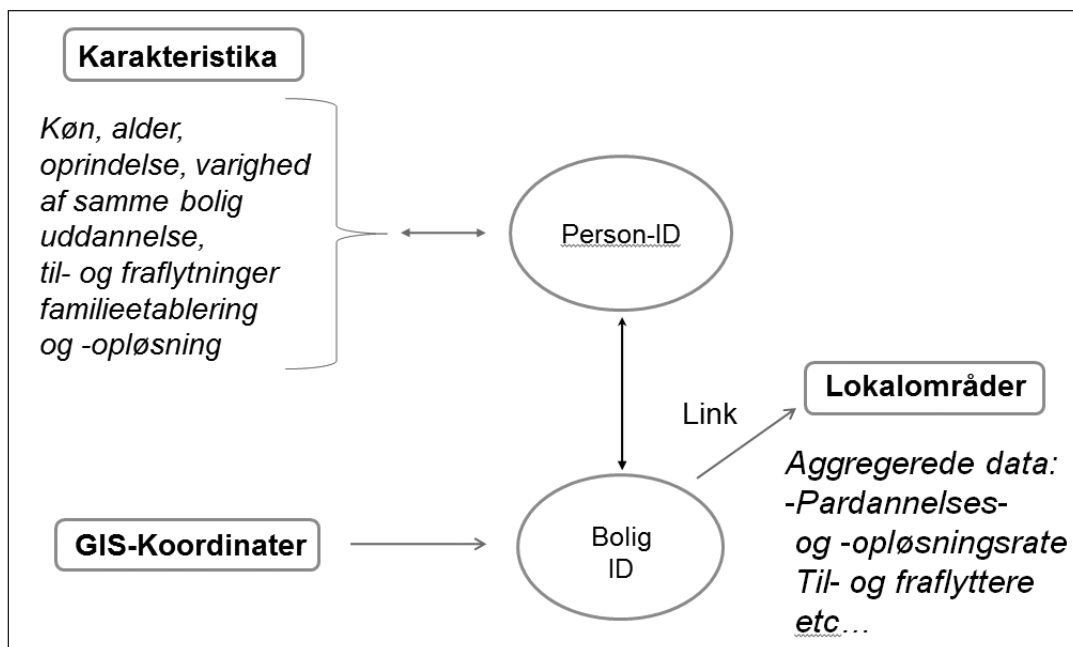 Karakteristika
Køn, alder,
oprindelse, varighed
af samme bolig
uddannelse,
til- og fraflytninger
familieetablering
og -opløsning
Person-ID
Link
Lokalområder
Aggregerede data:
-Pardannelses-
og -opløsningsrate
Til- og fraflyttere
etc…
GIS-Koordinater
Bolig
ID